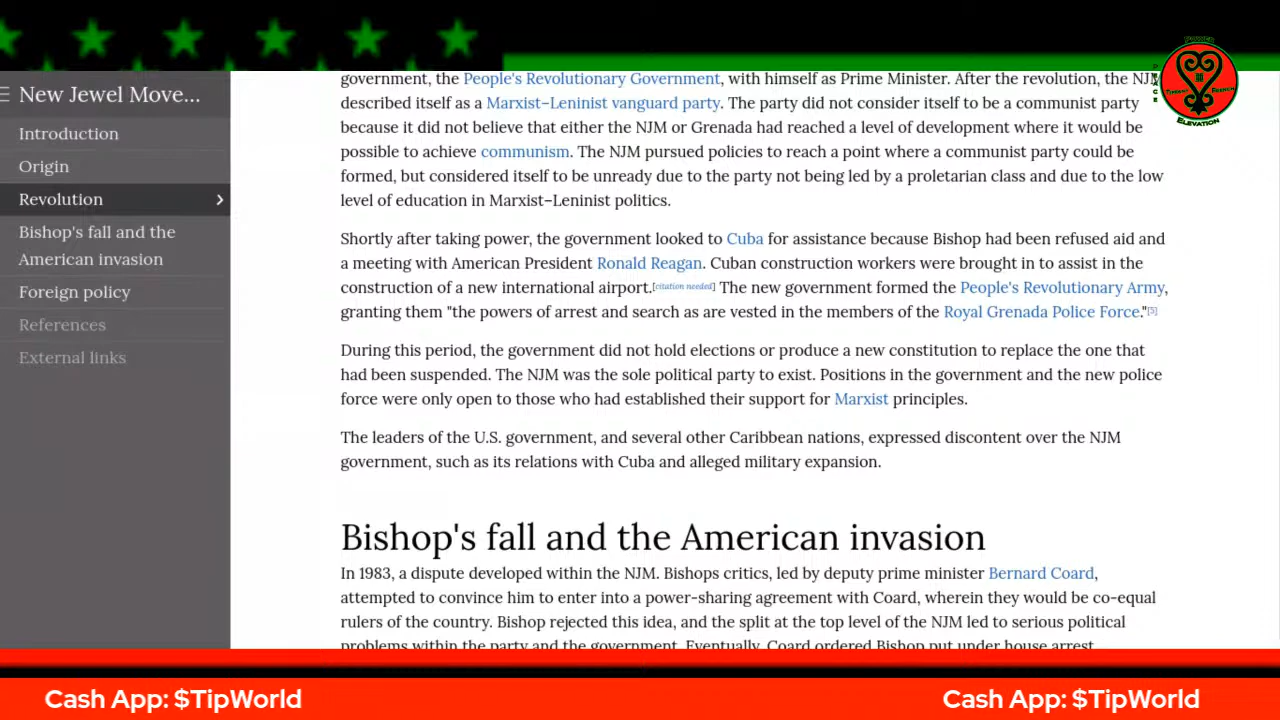 New Jewel Move...
Introduction
Origin
Revolution
Bishop's fall and the
American invasion
Foreign policy
References
External links
government, the People's Revolutionary Government, with himself as Prime Minister. After the revolution, the NJM
described itself as a Marxist–Leninist vanguard party. The party did not consider itself to be a communist party
because it did not believe that either the NJM or Grenada had reached a level of development where it would be
possible to achieve communism. The NJM pursued policies to reach a point where a communist party could be
formed, but considered itself to be unready due to the party not being led by a proletarian class and due to the low
level of education in Marxist–Leninist politics.
Shortly after taking power, the government looked to Cuba for assistance because Bishop had been refused aid and
a meeting with American President Ronald Reagan. Cuban construction workers were brought in to assist in the
construction of a new international airport.[citation needed] The new government formed the People's Revolutionary Army,
granting them "the powers of arrest and search as are vested in the members of the Royal Grenada Police Force."[5]
During this period, the government did not hold elections or produce a new constitution to replace the one that
had been suspended. The NJM was the sole political party to exist. Positions in the government and the new police
force were only open to those who had established their support for Marxist principles.
The leaders of the U.S. government, and several other Caribbean nations, expressed discontent over the NJM
government, such as its relations with Cuba and alleged military expansion.
Bishop's fall and the American invasion
In 1983, a dispute developed within the NJM. Bishops critics, led by deputy prime minister Bernard Coard,
attempted to convince him to enter into a power-sharing agreement with Coard, wherein they would be co-equal
rulers of the country. Bishop rejected this idea, and the split at the top level of the NJM led to serious political
problems within the party and the government. Eventually, Coard ordered Bishop put under house arrest.
Power
Elevation
Cash App: $TipWorld
Cash App: $TipWorld